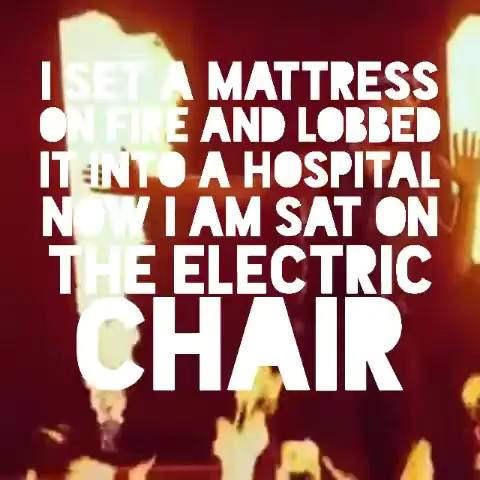 I SET A MATTRESS
ON FIRE AND LOBBED
IT INTO A HOSPITAL
NOW I AM SAT ON
THE ELECTRIC
CHAIR